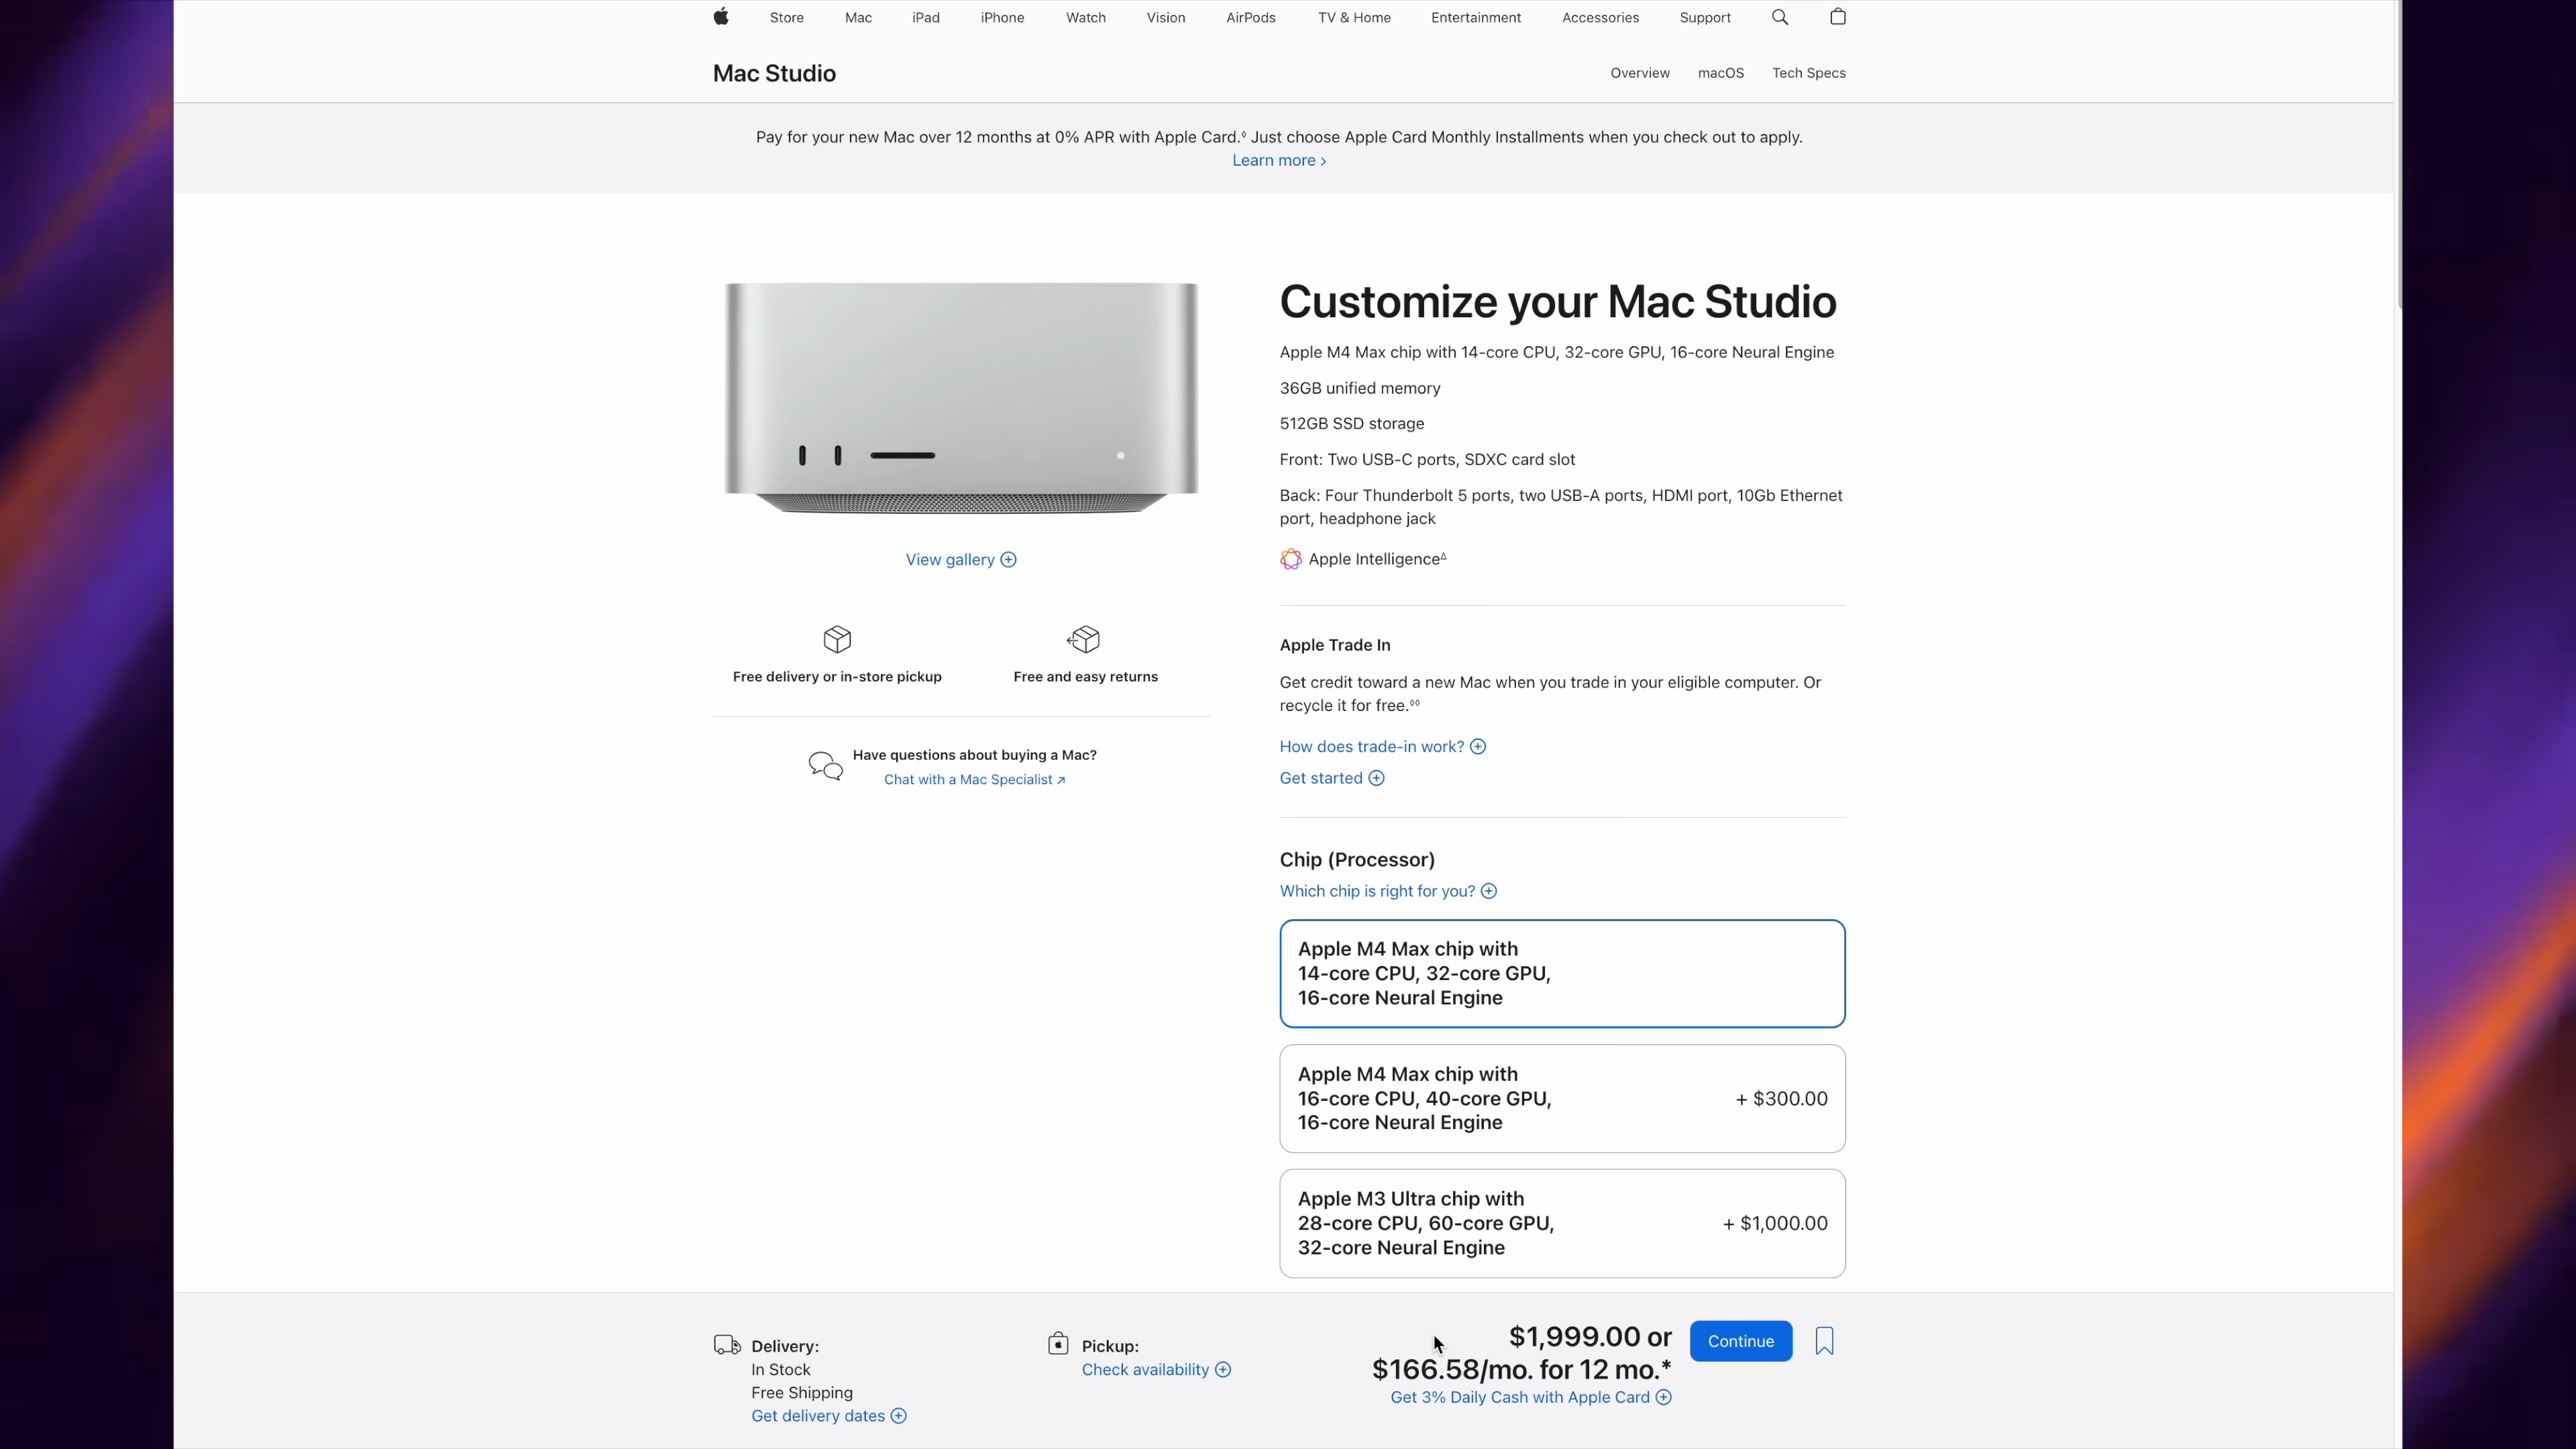 Store Mac iPad iPhone Watch Vision AirPods TV & Home Entertainment Accessories Support
Mac Studio
Overview macOS Tech Specs
Pay for your new Mac over 12 months at 0% APR with Apple Card.◊ Just choose Apple Card Monthly Installments when you check out to apply.
Learn more ›
View gallery
Free delivery or in-store pickup
Free and easy returns
Have questions about buying a Mac?
Chat with a Mac Specialist ↗
Customize your Mac Studio
Apple M4 Max chip with 14-core CPU, 32-core GPU, 16-core Neural Engine
36GB unified memory
512GB SSD storage
Front: Two USB-C ports, SDXC card slot
Back: Four Thunderbolt 5 ports, two USB-A ports, HDMI port, 10Gb Ethernet
port, headphone jack
Apple Intelligence∆
Apple Trade In
Get credit toward a new Mac when you trade in your eligible computer. Or
recycle it for free.◊◊
How does trade-in work?
Get started
Chip (Processor)
Which chip is right for you?
Apple M4 Max chip with
14-core CPU, 32-core GPU,
16-core Neural Engine
Apple M4 Max chip with
16-core CPU, 40-core GPU,
16-core Neural Engine
+ $300.00
Apple M3 Ultra chip with
28-core CPU, 60-core GPU,
32-core Neural Engine
+ $1,000.00
Delivery:
In Stock
Free Shipping
Get delivery dates
Pickup:
Check availability
$1,999.00 or
$166.58/mo. for 12 mo.*
Get 3% Daily Cash with Apple Card
Continue